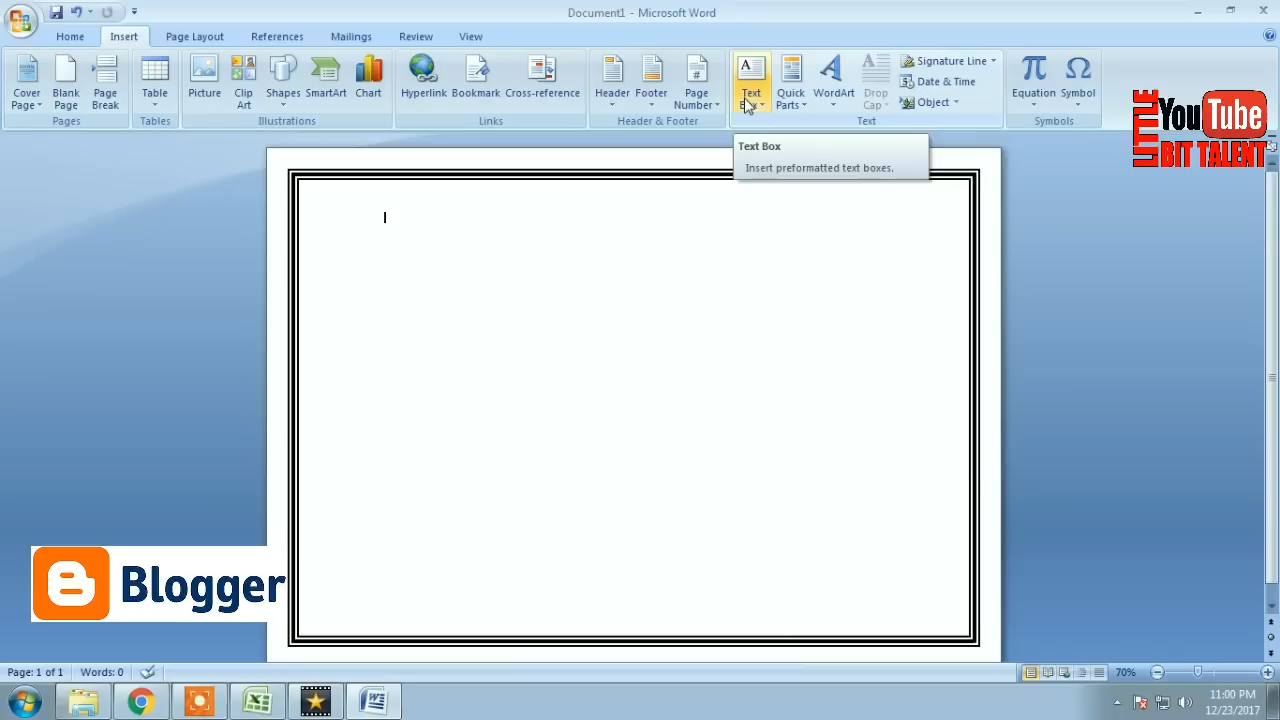 Document1 - Microsoft Word
Home Insert Page Layout References Mailings Review View
Cover Page Blank Page Page Break Table Picture Clip Art Shapes SmartArt Chart Hyperlink Bookmark Cross-reference Header Footer Page Number Text Box Quick Parts WordArt Drop Cap Signature Line Date & Time Object Equation Symbol
Pages Tables Illustrations Links Header & Footer Text Symbols
LITTLE
YouTube
BIT TALENT
Text Box
Insert preformatted text boxes.
Blogger
Page: 1 of 1 Words: 0 70%
11:00 PM
12/23/2017